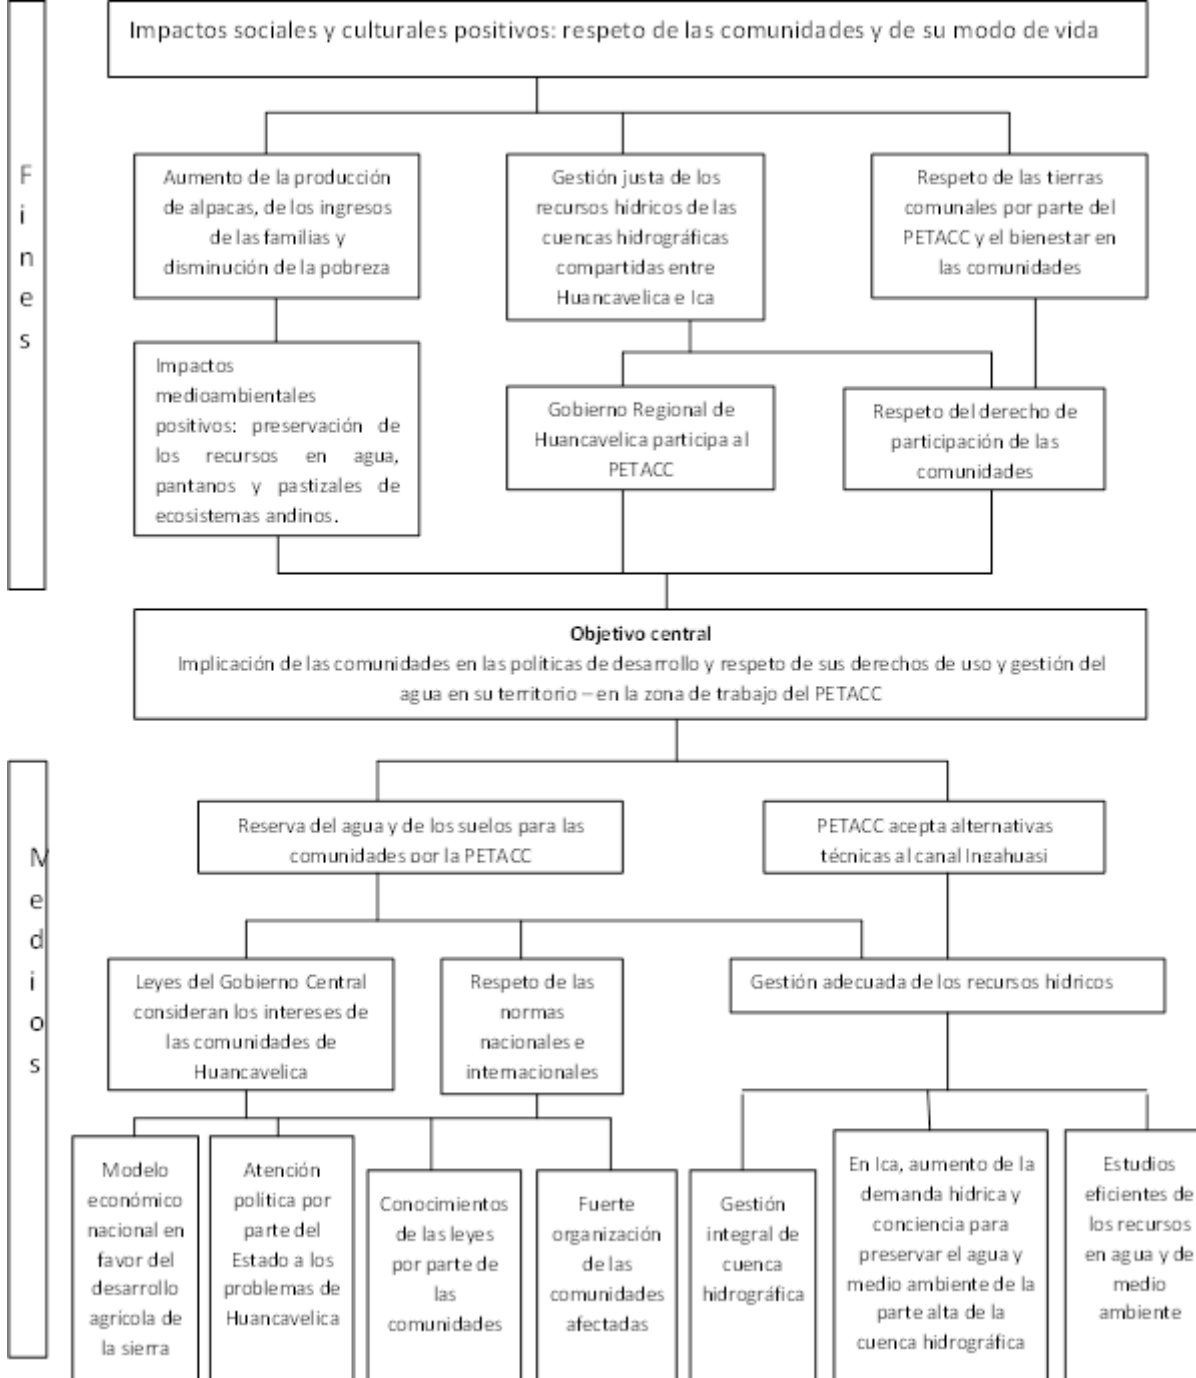 Impactos sociales y culturales positivos: respeto de las comunidades y de su modo de vida
F
i
n
e
s
Aumento de la producción
de alpacas, de los ingresos
de las familias y
disminución de la pobreza
Gestión justa de los
recursos hídricos de las
cuencas hidrográficas
compartidas entre
Huancavelica e Ica
Respeto de las tierras
comunales por parte del
PETACC y el bienestar en
las comunidades
Impactos
medioambientales
positivos: preservación de
los recursos en agua,
pantanos y pastizales de
ecosistemas andinos.
Gobierno Regional de
Huancavelica participa al
PETACC
Respeto del derecho de
participación de las
comunidades
Objetivo central
Implicación de las comunidades en las políticas de desarrollo y respeto de sus derechos de uso y gestión del
agua en su territorio – en la zona de trabajo del PETACC
M
e
d
i
o
s
Reserva del agua y de los suelos para las
comunidades por la PETACC
PETACC acepta alternativas
técnicas al canal Ingahuasi
Leyes del Gobierno Central
consideran los intereses de
las comunidades de
Huancavelica
Respeto de las
normas
nacionales e
internacionales
Gestión adecuada de los recursos hídricos
Modelo
económico
nacional en
favor del
desarrollo
agrícola de
la sierra
Atención
política por
parte del
Estado a los
problemas de
Huancavelica
Conocimientos
de las leyes
por parte de
las
comunidades
Fuerte
organización
de las
comunidades
afectadas
Gestión
integral de
cuenca
hidrográfica
En Ica, aumento de la
demanda hídrica y
conciencia para
preservar el agua y
medio ambiente de la
parte alta de la
cuenca hidrográfica
Estudios
eficientes de
los recursos
en agua y de
medio
ambiente